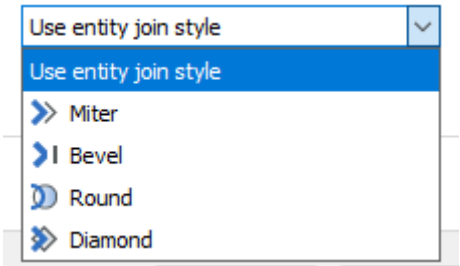 Use entity join style
Use entity join style
Miter
Bevel
Round
Diamond